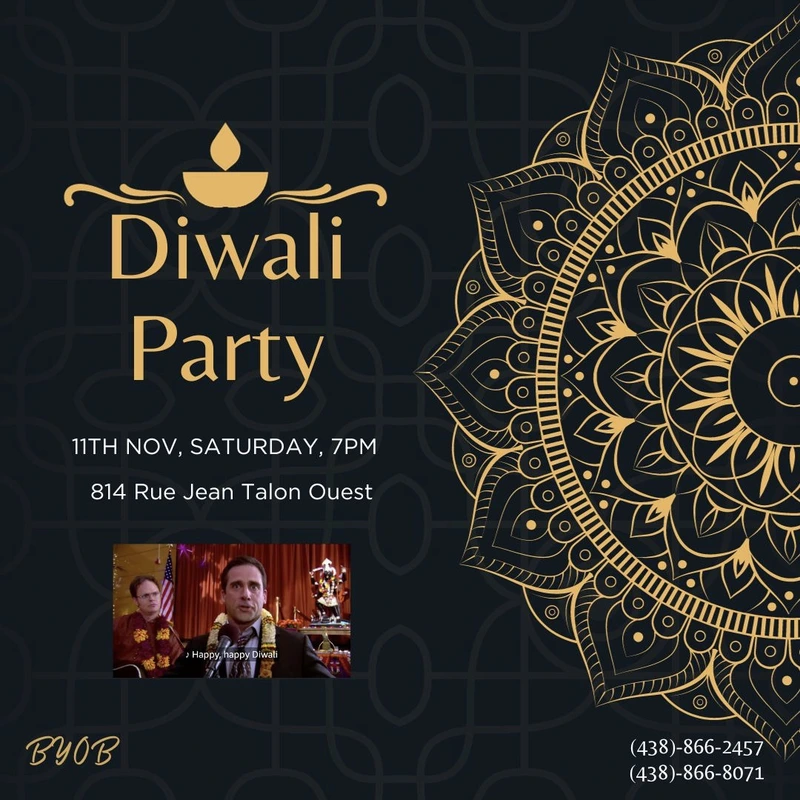 Diwali
Party
11TH NOV, SATURDAY, 7PM
814 Rue Jean Talon Ouest
♪ Happy, happy Diwali
BYOB
(438)-866-2457
(438)-866-8071